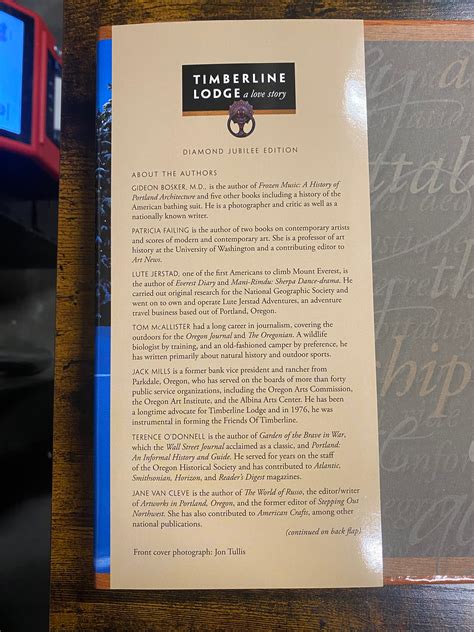 TIMBERLINE
LODGE a love story
DIAMOND JUBILEE EDITION
ABOUT THE AUTHORS
GIDEON BOSKER, M.D., is the author of Frozen Music: A History of
Portland Architecture and five other books including a history of the
American bathing suit. He is a photographer and critic as well as a
nationally known writer.
PATRICIA FAILING is the author of two books on contemporary artists
and scores of modern and contemporary art. She is a professor of art
history at the University of Washington and a contributing editor to
Art News.
LUTE JERSTAD, one of the first Americans to climb Mount Everest, is
the author of Everest Diary and Mani-Rimdu: Sherpa Dance-drama. He
carried out original research for the National Geographic Society and
went on to own and operate Lute Jerstad Adventures, an adventure
travel business based out of Portland, Oregon.
TOM McALLISTER had a long career in journalism, covering the
outdoors for the Oregon Journal and The Oregonian. A wildlife
biologist by training, and an old-fashioned camper by preference, he
has written primarily about natural history and outdoor sports.
JACK MILLS is a former bank vice president and rancher from
Parkdale, Oregon, who has served on the boards of more than forty
public service organizations, including the Oregon Arts Commission,
the Oregon Art Institute, and the Albina Arts Center. He has been
a longtime advocate for Timberline Lodge and in 1976, he was
instrumental in forming the Friends Of Timberline.
TERENCE O'DONNELL is the author of Garden of the Brave in War,
which the Wall Street Journal acclaimed as a classic, and Portland:
An Informal History and Guide. He served for years on the staff
of the Oregon Historical Society and has contributed to Atlantic,
Smithsonian, Horizon, and Reader's Digest magazines.
JANE VAN CLEVE is the author of The World of Russo, the editor/writer
of Artworks in Portland, Oregon, and the former editor of Stepping Out
Northwest. She has also contributed to American Crafts, among other
national publications.
(continued on back flap)
Front cover photograph: Jon Tullis